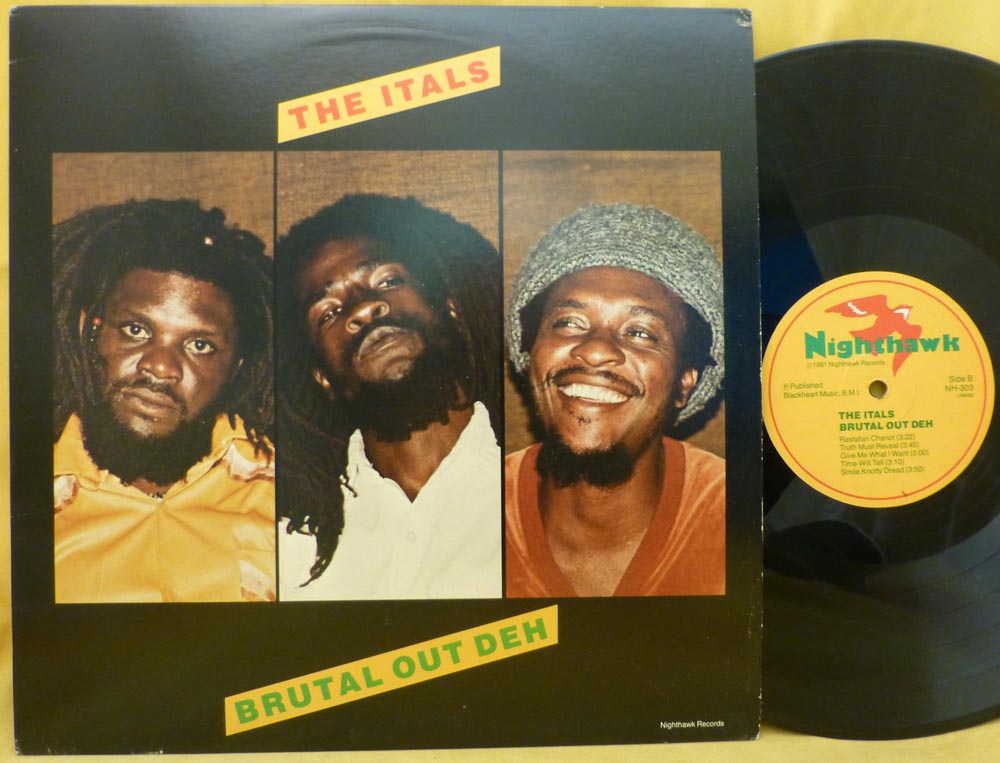 THE ITALS
BRUTAL OUT DEH
Nighthawk Records
Nighthawk
©1981 Nighthawk Records
℗Published
Blackheart Music, B.M.I.
Side B
NH-303
THE ITALS
BRUTAL OUT DEH
Rastafari Chariot (3:22)
Truth Must Reveal (3:45)
Give Me What I Want (3:00)
Time Will Tell (3:10)
Smile Knotty Dread (3:50)